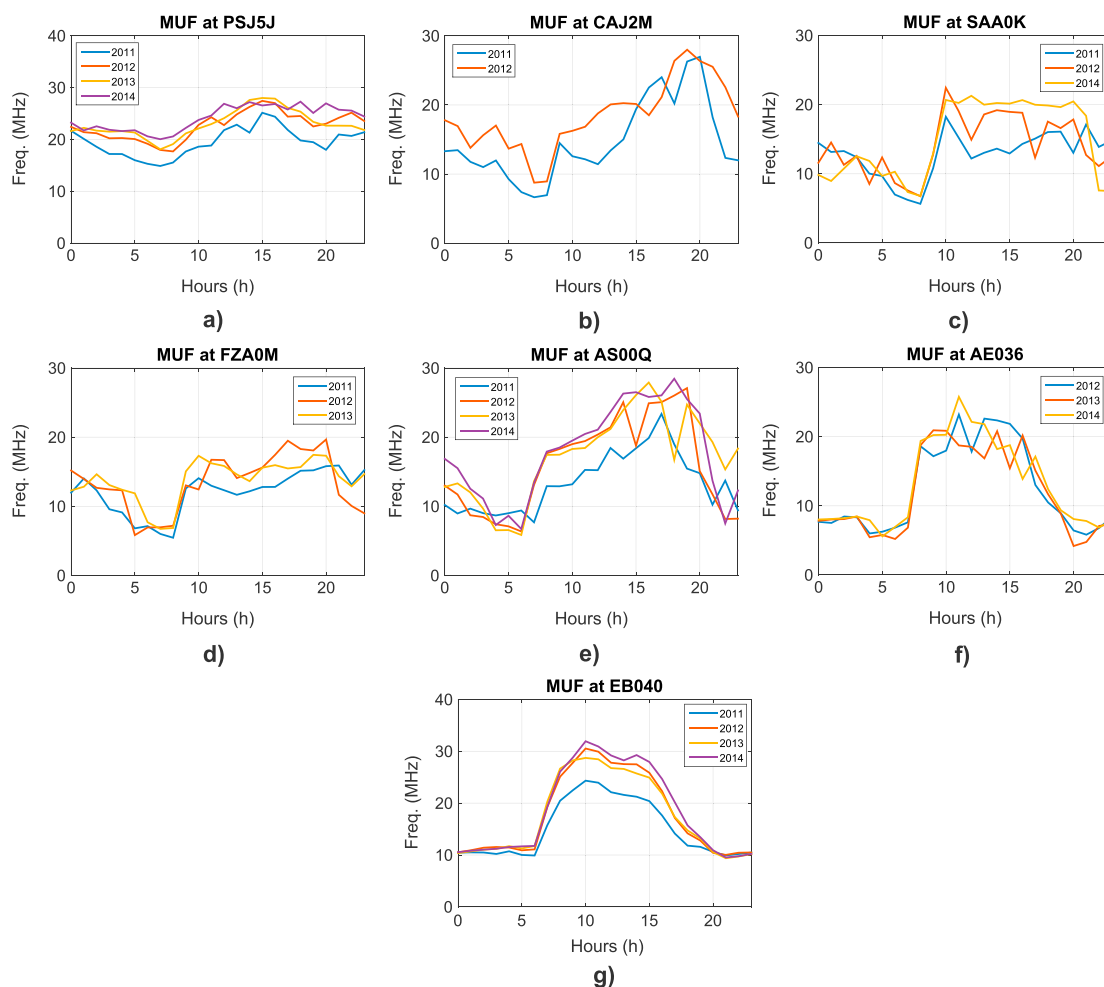 MUF at PSJ5J
40
30
20
10
0
Freq. (MHz)
2011
2012
2013
2014
0 5 10 15 20
Hours (h)
a)
MUF at CAJ2M
30
20
10
0
Freq. (MHz)
2011
2012
0 5 10 15 20
Hours (h)
b)
MUF at SAA0K
30
20
10
0
Freq. (MHz)
2011
2012
2014
0 5 10 15 20
Hours (h)
c)
MUF at FZA0M
30
20
10
0
Freq. (MHz)
2011
2012
2013
0 5 10 15 20
Hours (h)
d)
MUF at AS00Q
30
20
10
0
Freq. (MHz)
2011
2012
2013
2014
0 5 10 15 20
Hours (h)
e)
MUF at AE036
30
20
10
0
Freq. (MHz)
2012
2013
2014
0 5 10 15 20
Hours (h)
f)
MUF at EB040
40
30
20
10
0
Freq. (MHz)
2011
2012
2013
2014
0 5 10 15 20
Hours (h)
g)